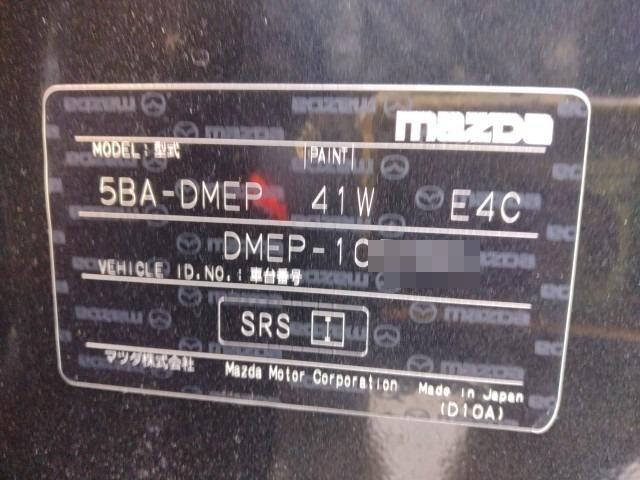 mazda
MODEL:型式 PAINT
5BA-DMEP 41W E4C
DMEP-10
VEHICLE ID.NO.:車台番号
SRS I
マツダ株式会社 Mazda Motor Corporation Made in Japan
(D10A)